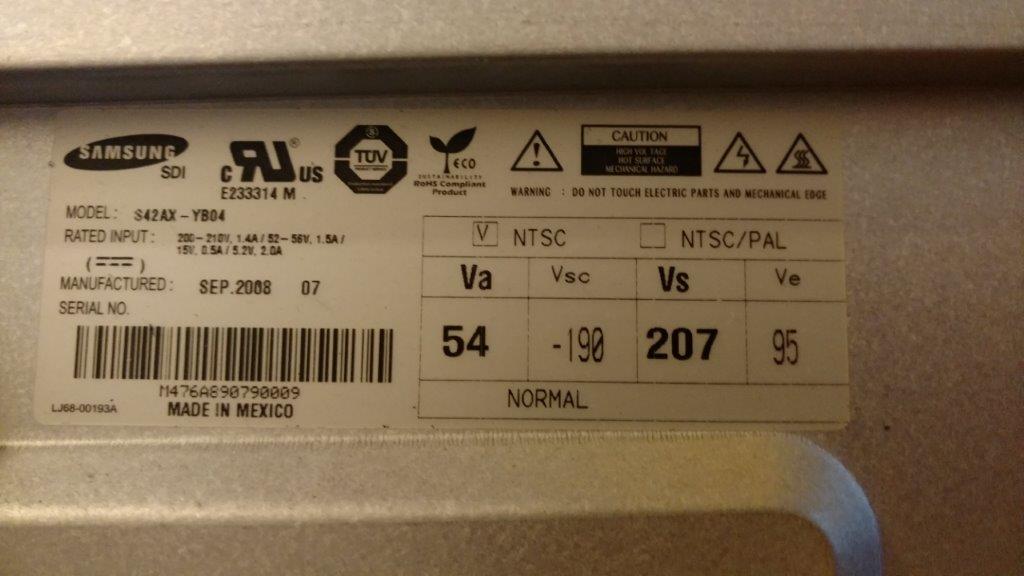 SAMSUNG
SDI
c RU ® US
E233314 M
S
TUV
PRODUCT SERVICE
ECO
SUSTAINABILITY
RoHS Compliant
Product
CAUTION
HIGH VOLTAGE
HOT SURFACE
MECHANICAL HAZARD
WARNING : DO NOT TOUCH ELECTRIC PARTS AND MECHANICAL EDGE
MODEL : S42AX-YB04
RATED INPUT : 200-210V, 1.4A / 52-56V, 1.5A /
15V, 0.5A / 5.2V, 2.0A
MANUFACTURED : SEP.2008 07
SERIAL NO.
M476A890790009
LJ68-00193A MADE IN MEXICO
V NTSC NTSC/PAL
Va Vsc Vs Ve
54 -190 207 95
NORMAL